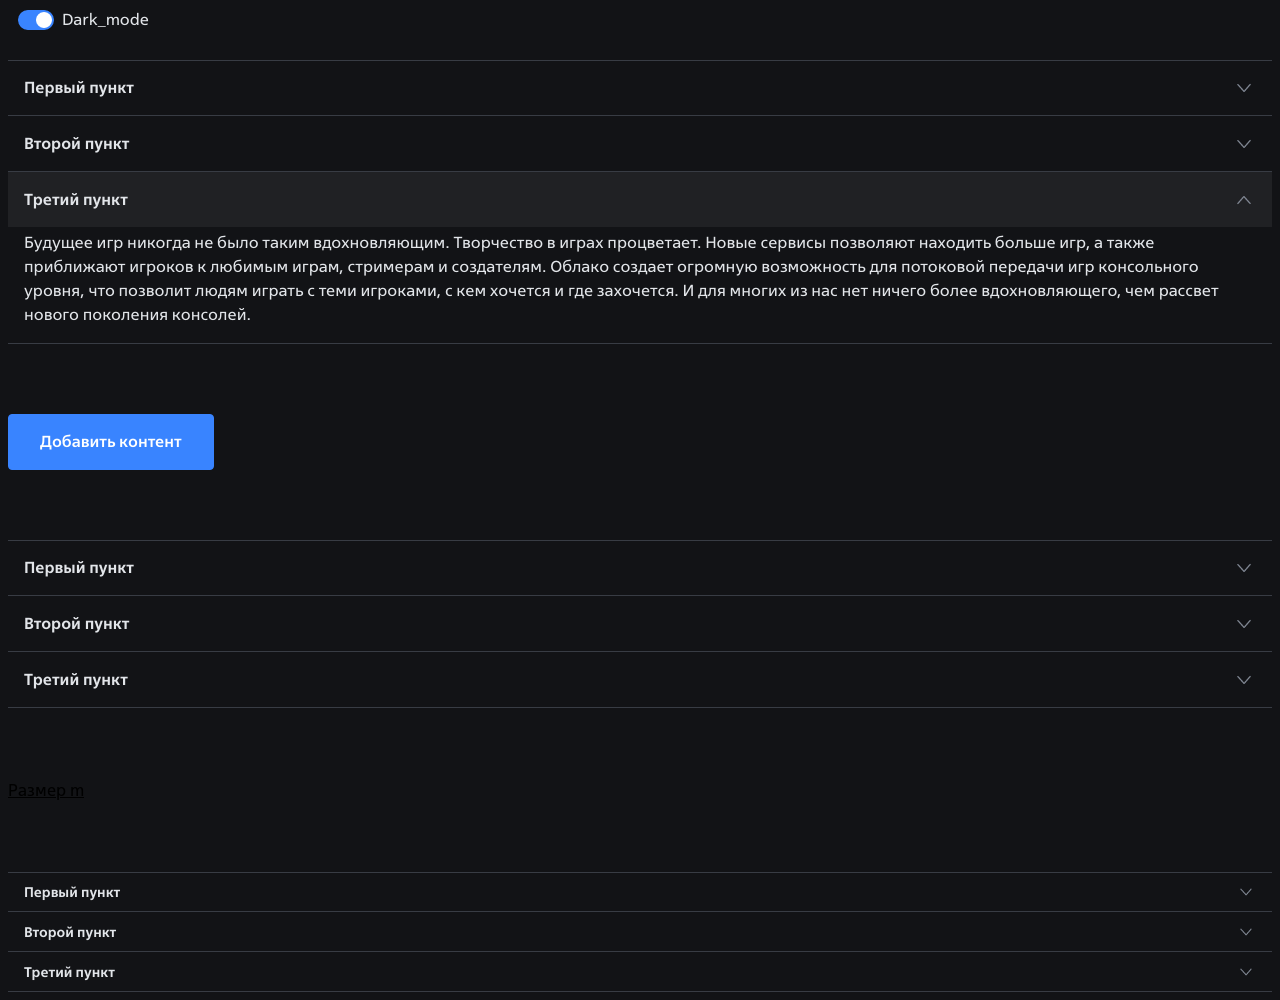 Dark_mode
Первый пункт
Второй пункт
Третий пункт
Будущее игр никогда не было таким вдохновляющим. Творчество в играх процветает. Новые сервисы позволяют находить больше игр, а также
приближают игроков к любимым играм, стримерам и создателям. Облако создает огромную возможность для потоковой передачи игр консольного
уровня, что позволит людям играть с теми игроками, с кем хочется и где захочется. И для многих из нас нет ничего более вдохновляющего, чем рассвет
нового поколения консолей.
Добавить контент
Первый пункт
Второй пункт
Третий пункт
Размер m
Первый пункт
Второй пункт
Третий пункт